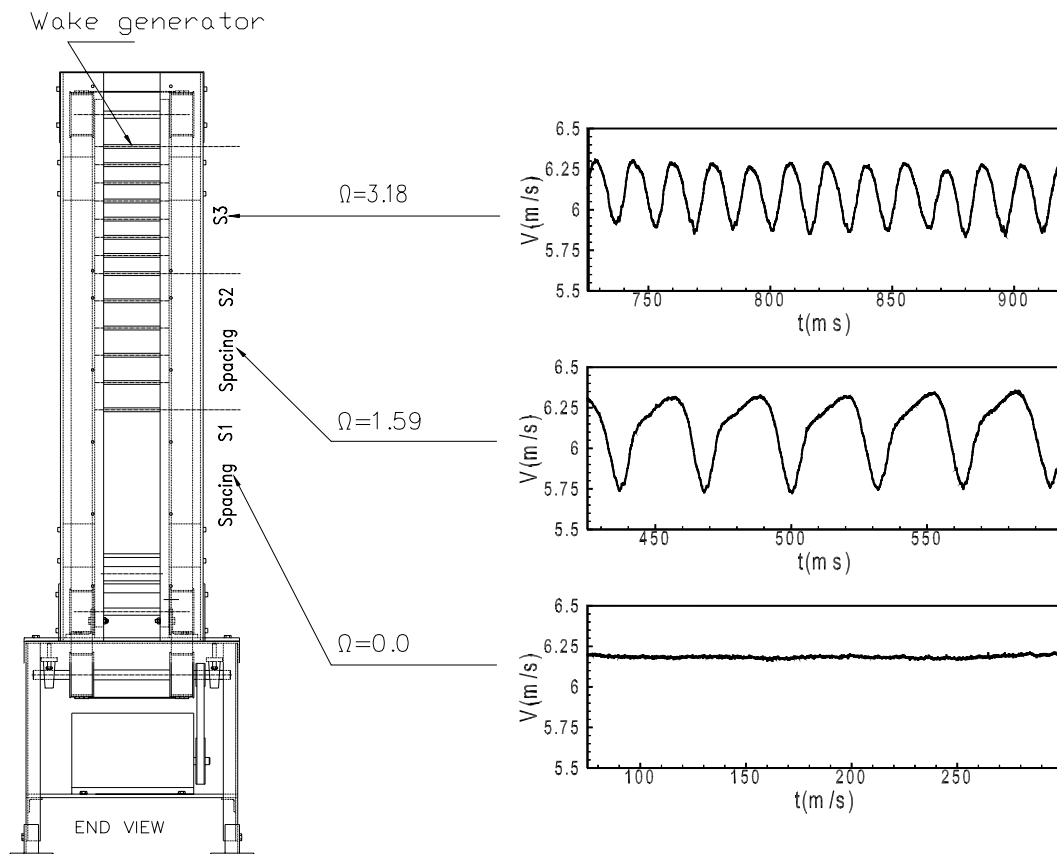 Wake generator
S3
S2
Spacing
S1
Spacing
END VIEW
Ω=3.18
Ω=1.59
Ω=0.0
6.5
6.25
6
5.75
5.5
V(m/s)
750 800 850 900
t(ms)
6.5
6.25
6
5.75
5.5
V(m/s)
450 500 550
t(ms)
6.5
6.25
6
5.75
5.5
V(m/s)
100 150 200 250
t(m/s)